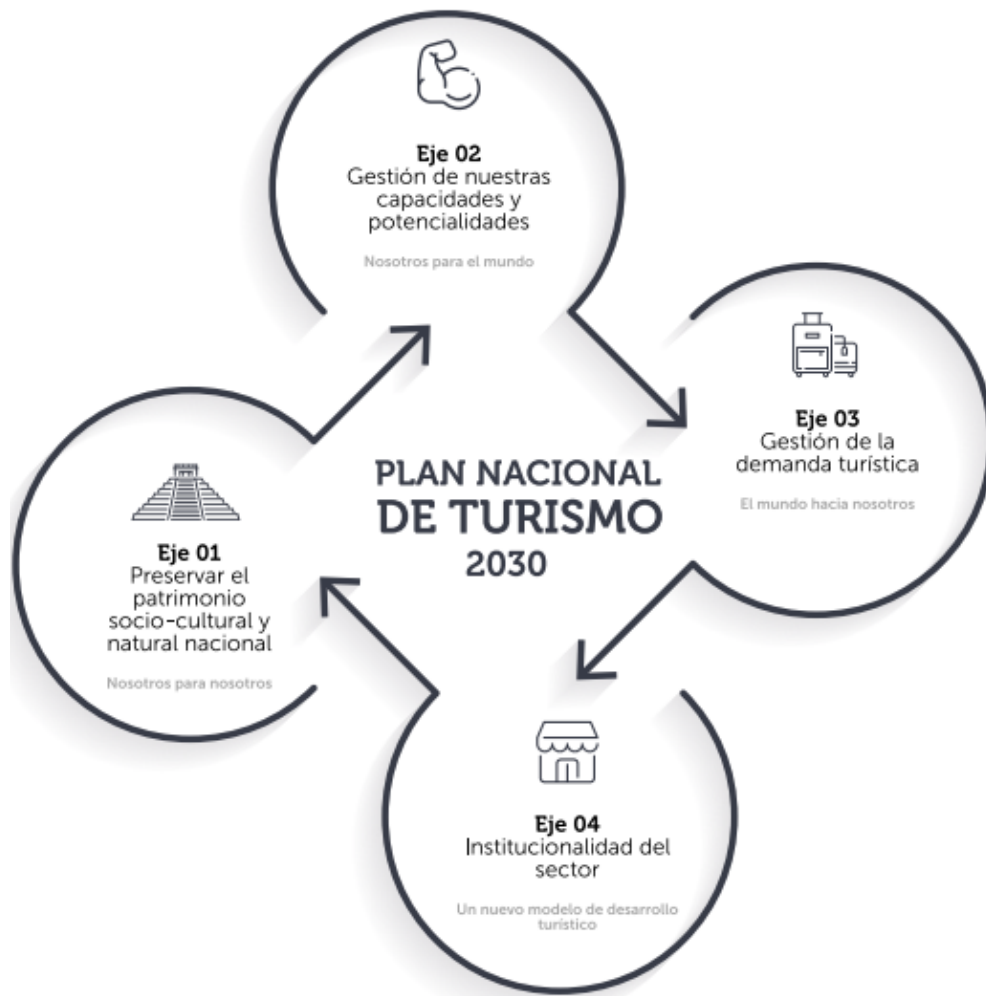 Eje 02
Gestión de nuestras
capacidades y
potencialidades
Nosotros para el mundo
Eje 03
Gestión de la
demanda turística
El mundo hacia nosotros
PLAN NACIONAL
DE TURISMO
2030
Eje 01
Preservar el
patrimonio
socio-cultural y
natural nacional
Nosotros para nosotros
Eje 04
Institucionalidad del
sector
Un nuevo modelo de desarrollo
turístico